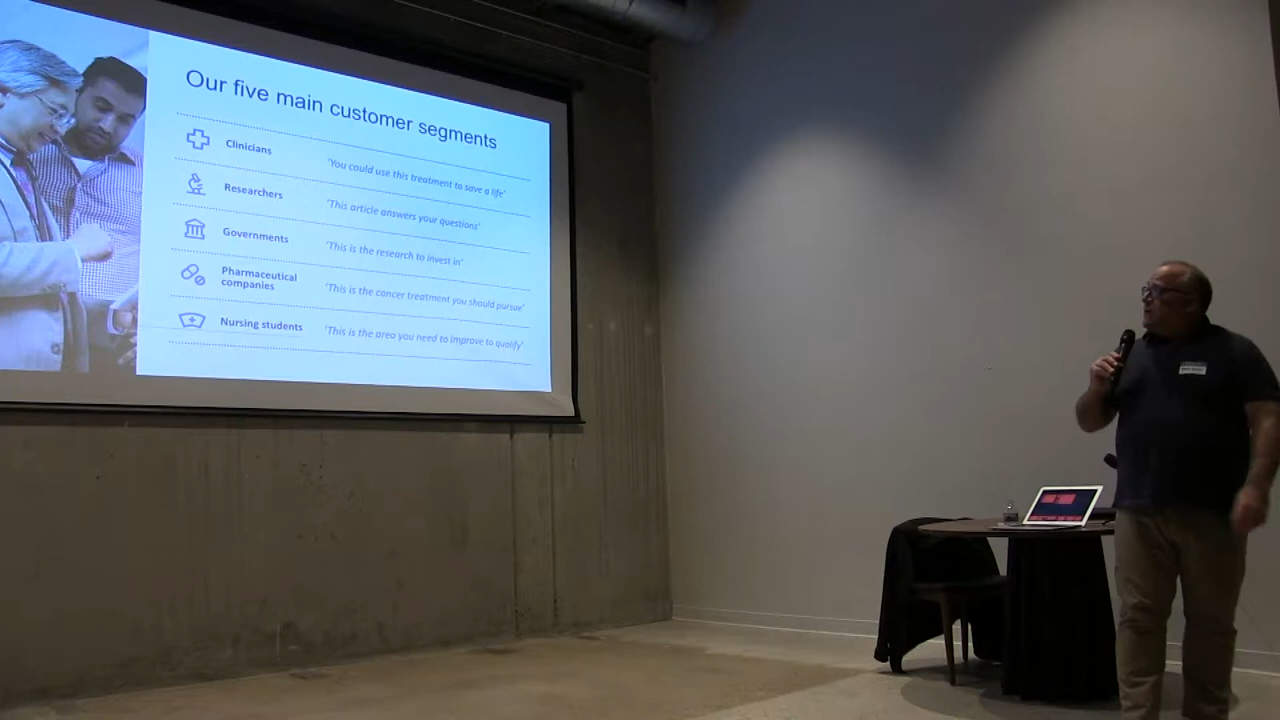 Our five main customer segments
Clinicians
'You could use this treatment to save a life'
Researchers
'This article answers your questions'
Governments
'This is the research to invest in'
Pharmaceutical
companies
'This is the cancer treatment you should pursue'
Nursing students
'This is the area you need to improve to qualify'